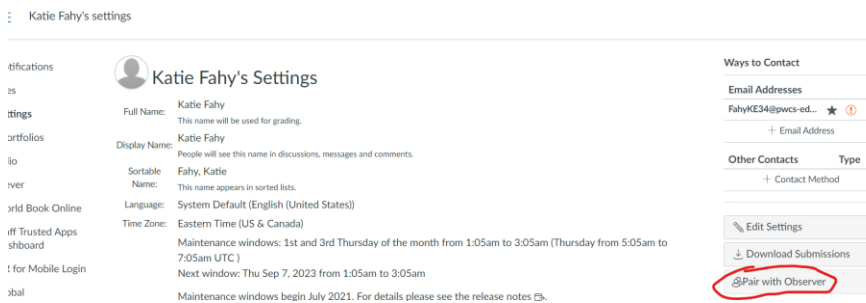 Katie Fahy's settings
tifications
es
ttings
ortfolios
lio
ever
orld Book Online
aff Trusted Apps
shboard
for Mobile Login
obal
Katie Fahy's Settings
Full Name: Katie Fahy
This name will be used for grading.
Display Name: Katie Fahy
People will see this name in discussions, messages and comments.
Sortable Name: Fahy, Katie
This name appears in sorted lists.
Language: System Default (English (United States))
Time Zone: Eastern Time (US & Canada)
Maintenance windows: 1st and 3rd Thursday of the month from 1:05am to 3:05am (Thursday from 5:05am to
7:05am UTC )
Next window: Thu Sep 7, 2023 from 1:05am to 3:05am
Maintenance windows begin July 2021. For details please see the release notes
Ways to Contact
Email Addresses
FahyKE34@pwcs-ed...
+ Email Address
Other Contacts Type
+ Contact Method
Edit Settings
Download Submissions
Pair with Observer